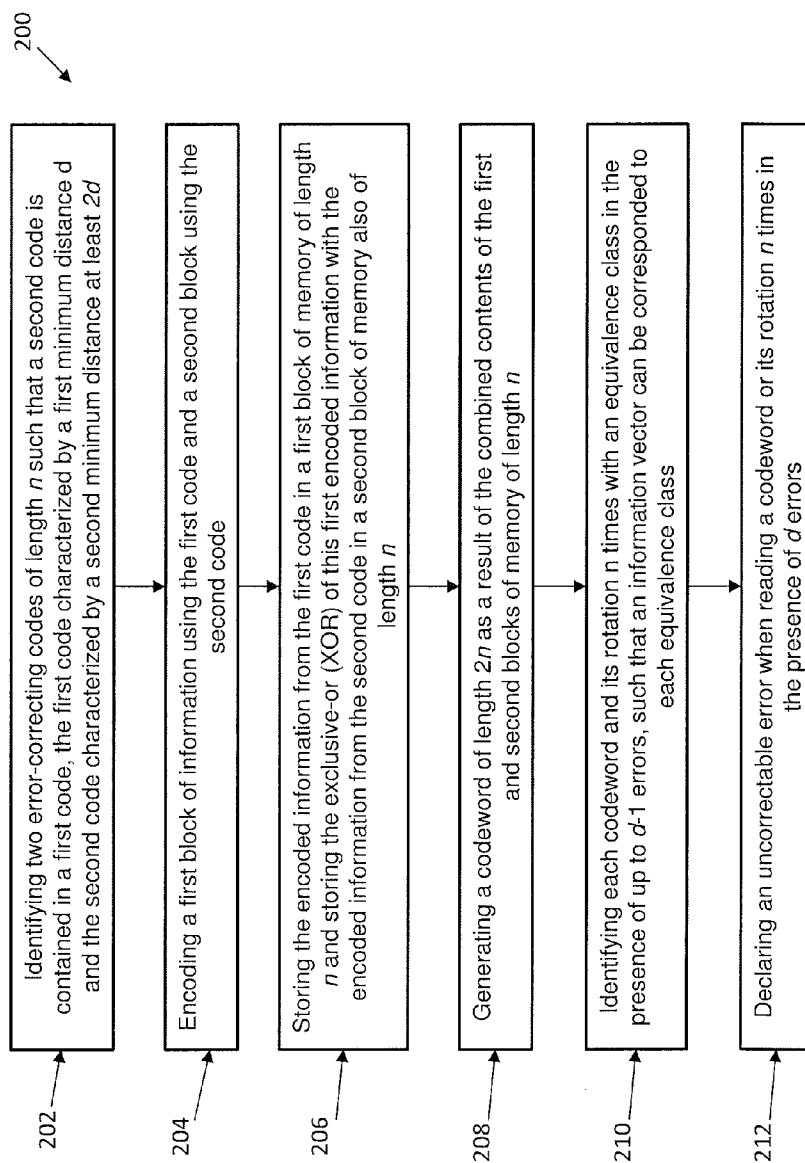 200
202
Identifying two error-correcting codes of length n such that a second code is
contained in a first code, the first code characterized by a first minimum distance d
and the second code characterized by a second minimum distance at least 2d
204
Encoding a first block of information using the first code and a second block using the
second code
206
Storing the encoded information from the first code in a first block of memory of length
n and storing the exclusive-or (XOR) of this first encoded information with the
encoded information from the second code in a second block of memory also of
length n
208
Generating a codeword of length 2n as a result of the combined contents of the first
and second blocks of memory of length n
210
Identifying each codeword and its rotation n times with an equivalence class in the
presence of up to d-1 errors, such that an information vector can be corresponded to
each equivalence class
212
Declaring an uncorrectable error when reading a codeword or its rotation n times in
the presence of d errors